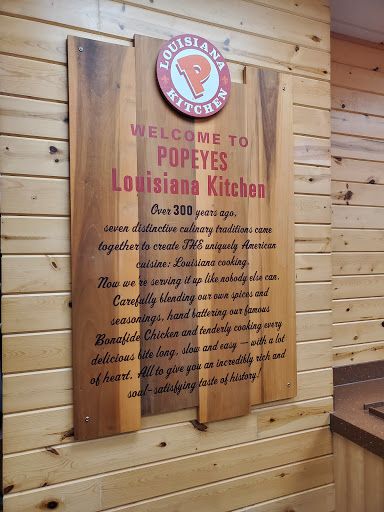 LOUISIANA
P
KITCHEN
WELCOME TO
POPEYES
Louisiana Kitchen
Over 300 years ago,
seven distinctive culinary traditions came
together to create THE uniquely American
cuisine: Louisiana cooking.
Now we're serving it up like nobody else can.
Carefully blending our own spices and
seasonings, hand battering our famous
Bonafide Chicken and tenderly cooking every
delicious bite long, slow and easy — with a lot
of heart. All to give you an incredibly rich and
soul-satisfying taste of history!